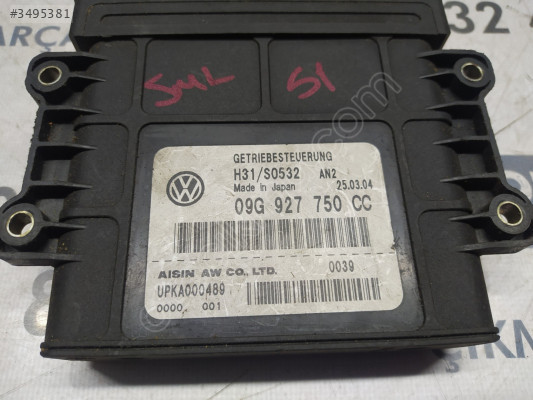 #3495381
SML 51
GETRIEBESTEUERUNG
H31/S0532 AN2
Made in Japan 25.03.04
09G 927 750 CC
AISIN AW CO., LTD. 0039
UPKA000489
0000 001